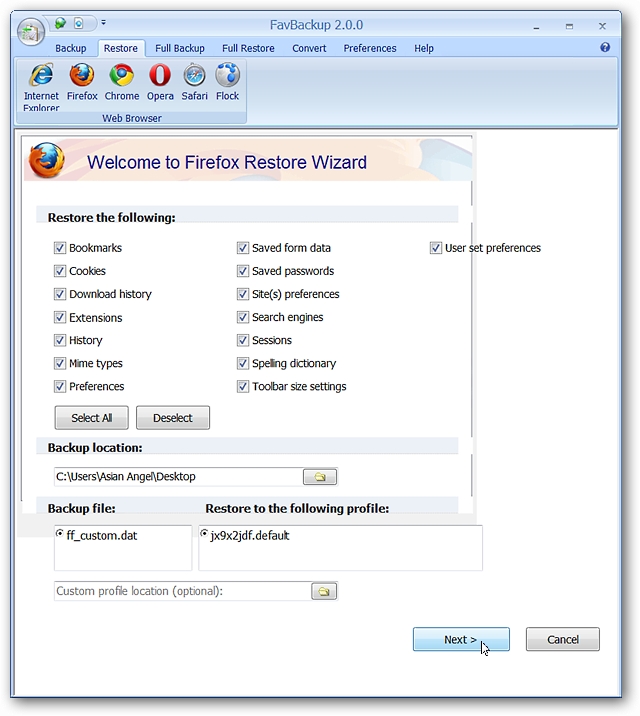 FavBackup 2.0.0
Backup Restore Full Backup Full Restore Convert Preferences Help
Internet Explorer Firefox Chrome Opera Safari Flock
Web Browser
Welcome to Firefox Restore Wizard
Restore the following:
Bookmarks Saved form data User set preferences
Cookies Saved passwords
Download history Site(s) preferences
Extensions Search engines
History Sessions
Mime types Spelling dictionary
Preferences Toolbar size settings
Select All Deselect
Backup location:
C:\Users\Asian Angel\Desktop
Backup file: Restore to the following profile:
ff_custom.dat jx9x2jdf.default
Custom profile location (optional):
Next > Cancel